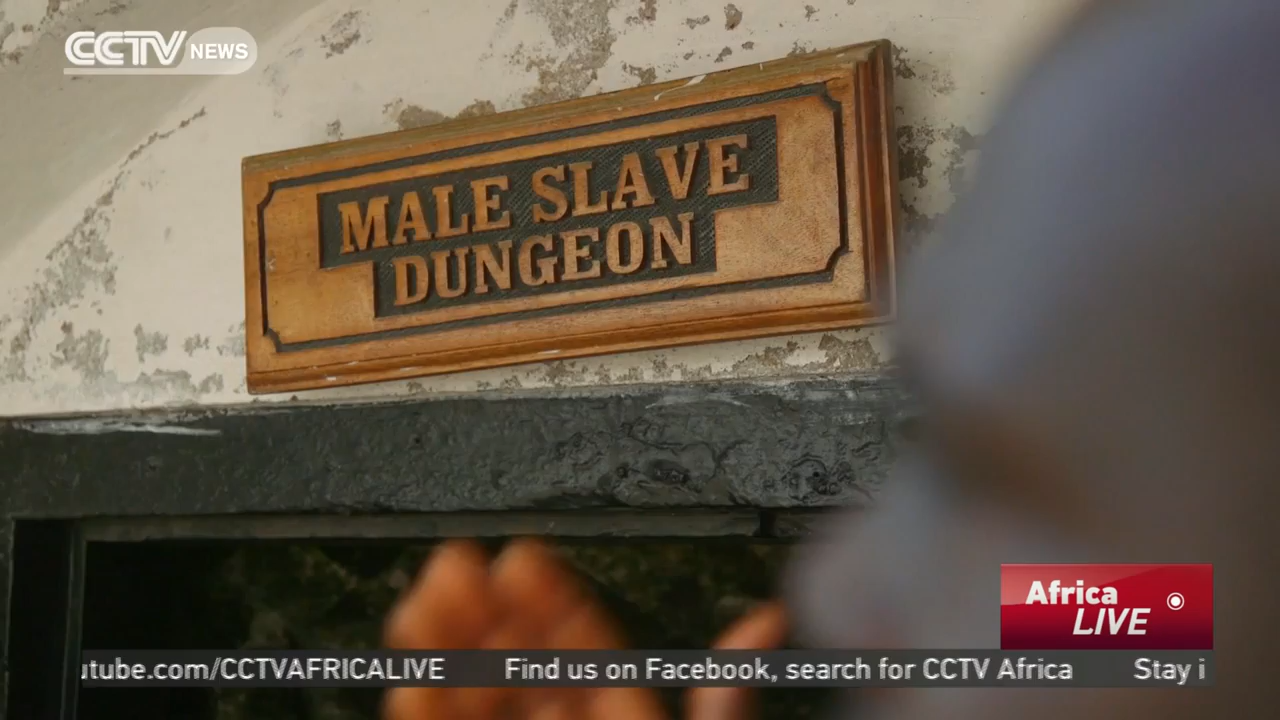 CCTV NEWS
MALE SLAVE
DUNGEON
Africa
LIVE
utube.com/CCTVAFRICALIVE Find us on Facebook, search for CCTV Africa Stay i